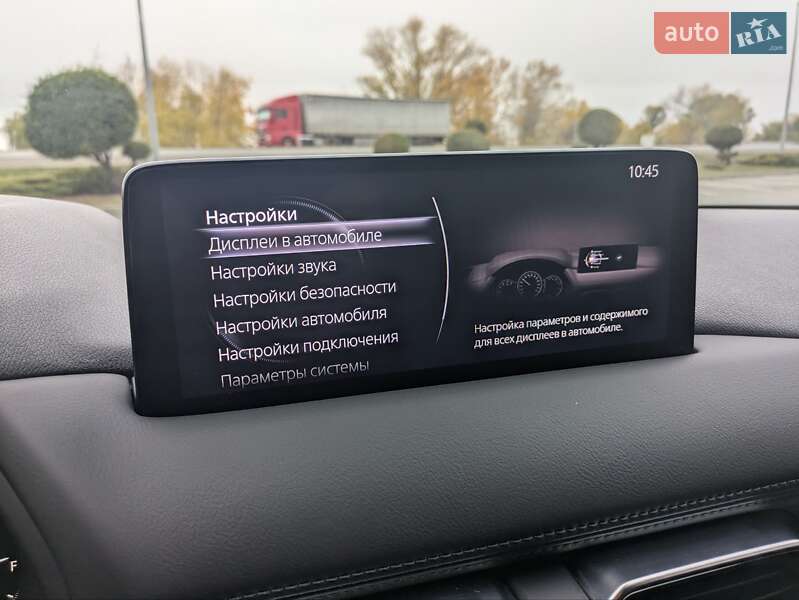 auto RIA
.com
10:45
Настройки
Дисплеи в автомобиле
Настройки звука
Настройки безопасности
Настройки автомобиля
Настройки подключения
Параметры системы
Настройка параметров и содержимого
для всех дисплеев в автомобиле.
F